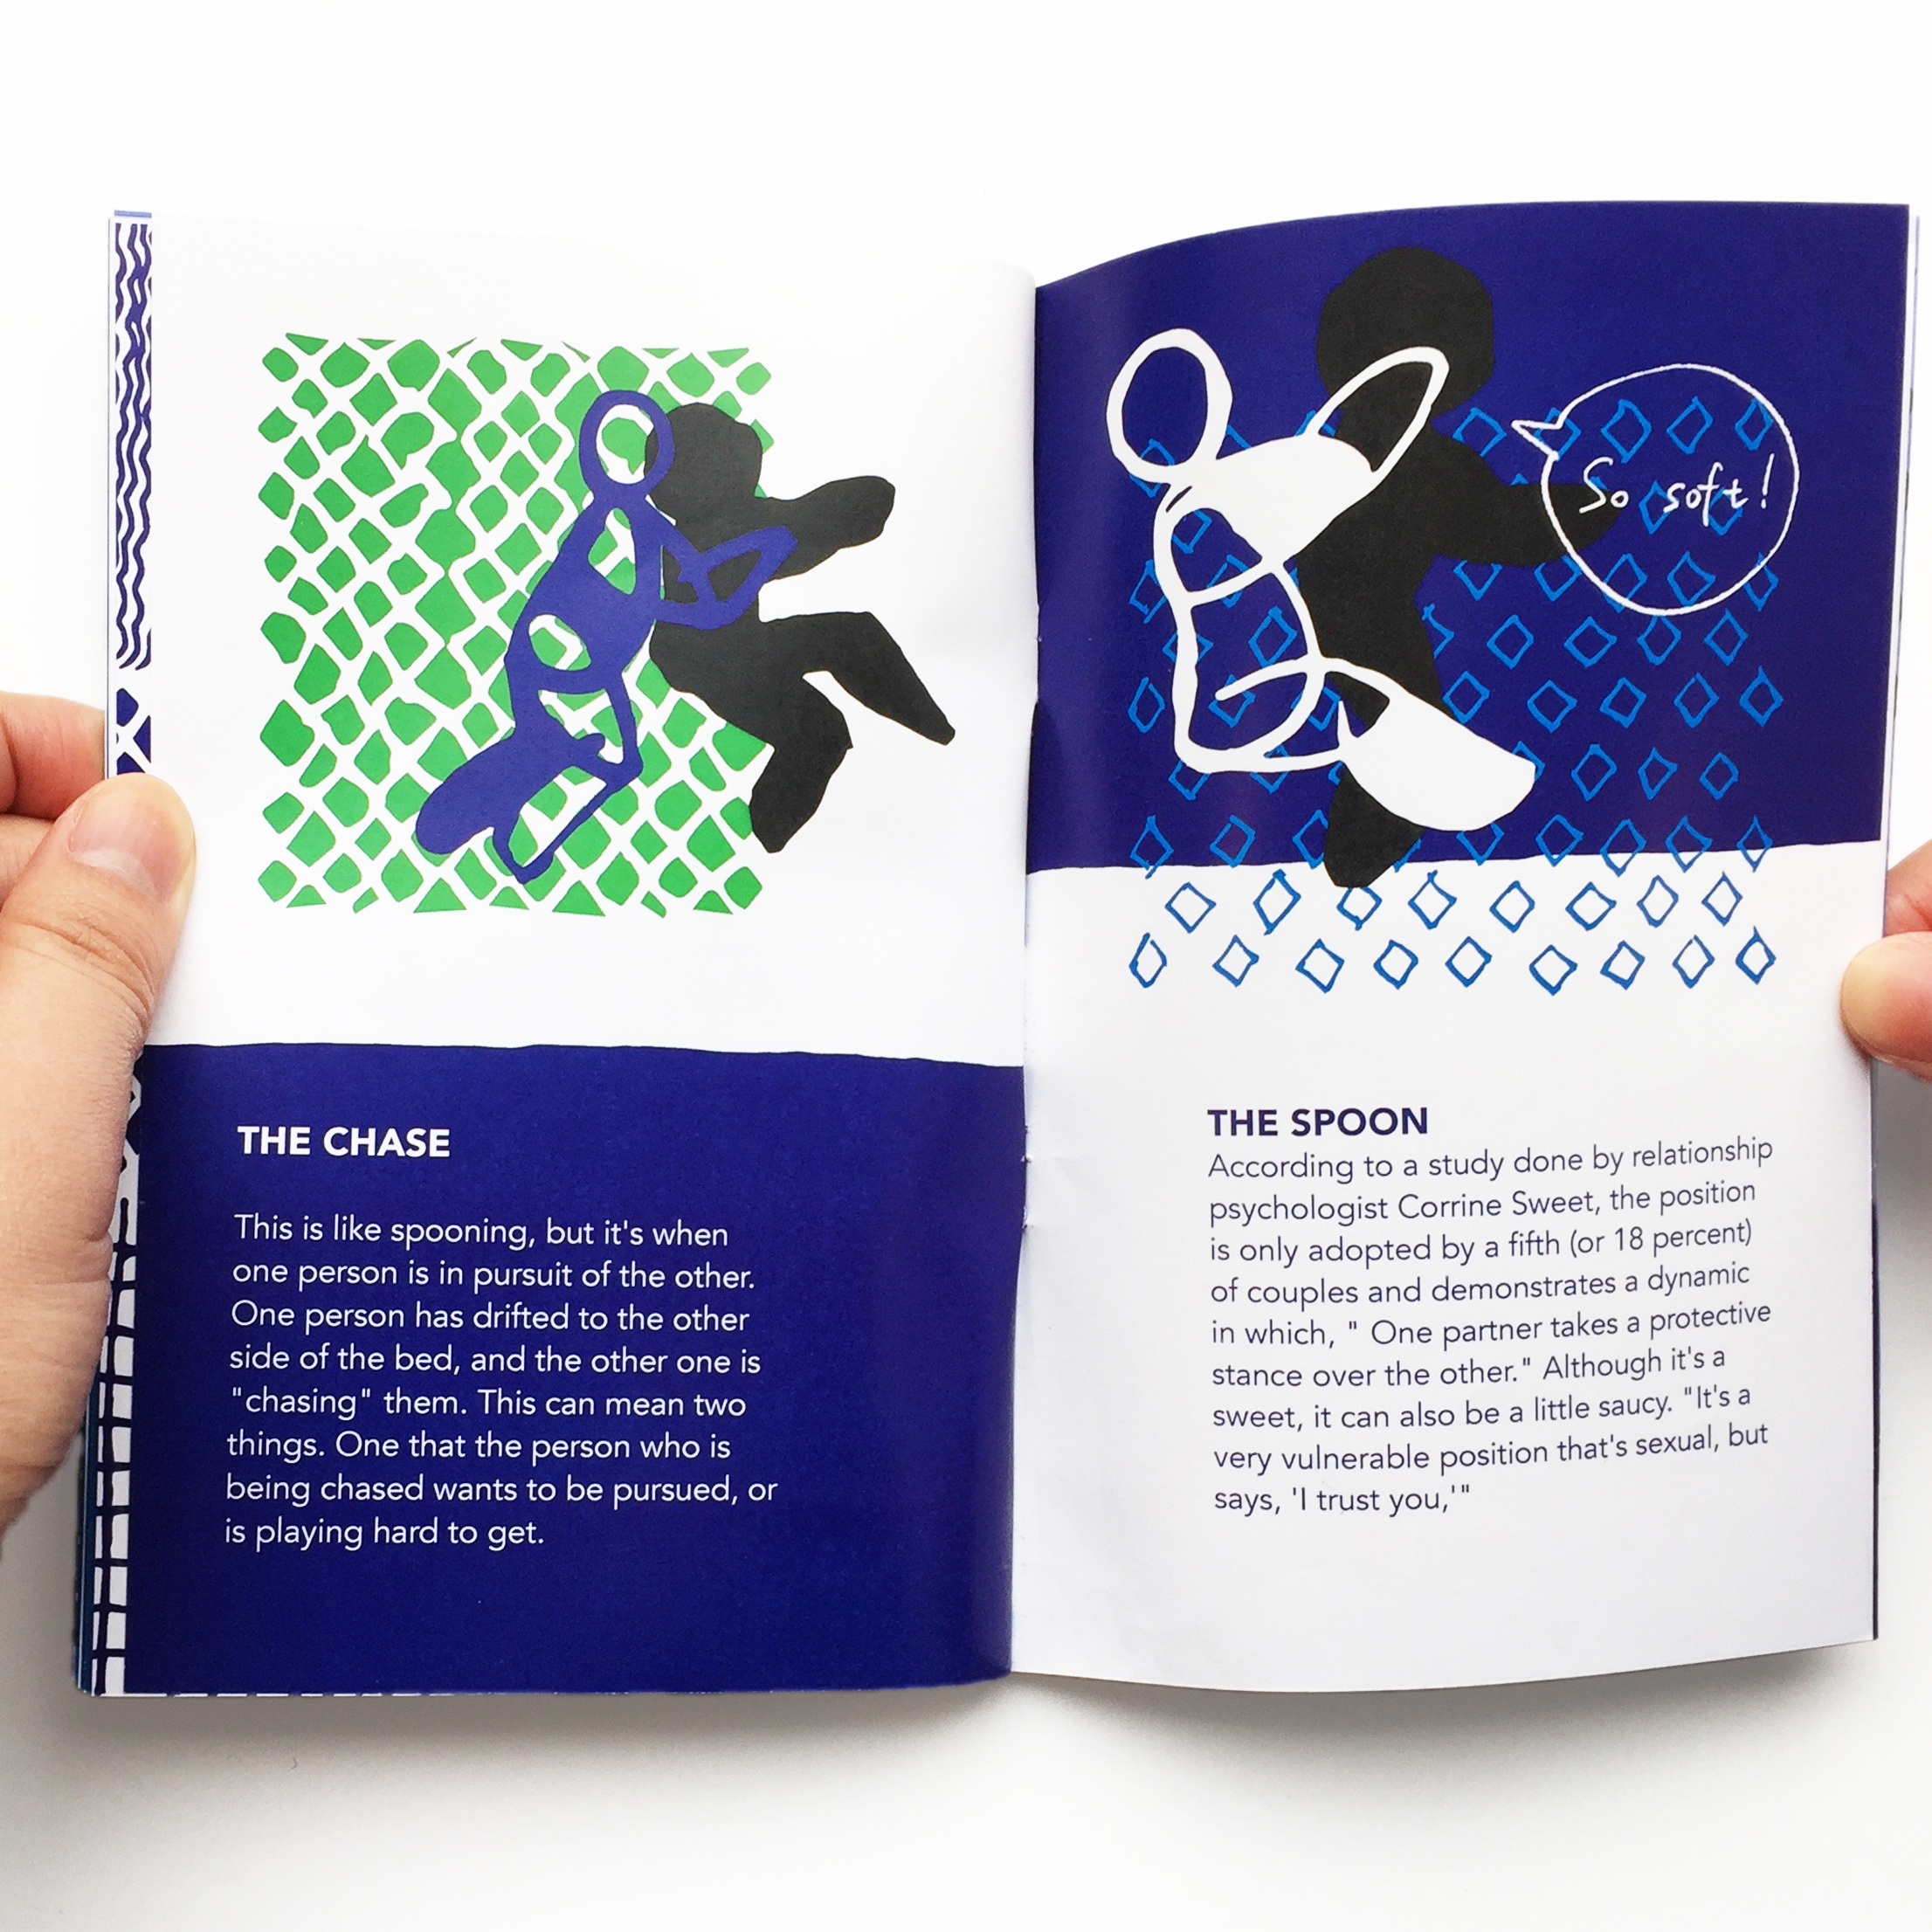 THE CHASE
This is like spooning, but it's when
one person is in pursuit of the other.
One person has drifted to the other
side of the bed, and the other one is
"chasing" them. This can mean two
things. One that the person who is
being chased wants to be pursued, or
is playing hard to get.
So soft!
THE SPOON
According to a study done by relationship
psychologist Corrine Sweet, the position
is only adopted by a fifth (or 18 percent)
of couples and demonstrates a dynamic
in which, " One partner takes a protective
stance over the other." Although it's a
sweet, it can also be a little saucy. "It's a
very vulnerable position that's sexual, but
says, 'I trust you,'"